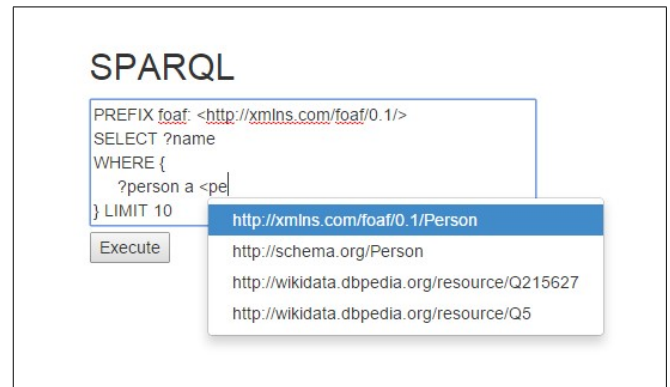 SPARQL
PREFIX foaf: <http://xmlns.com/foaf/0.1/>
SELECT ?name
WHERE {
?person a <pe
} LIMIT 10
http://xmlns.com/foaf/0.1/Person
http://schema.org/Person
http://wikidata.dbpedia.org/resource/Q215627
http://wikidata.dbpedia.org/resource/Q5
Execute